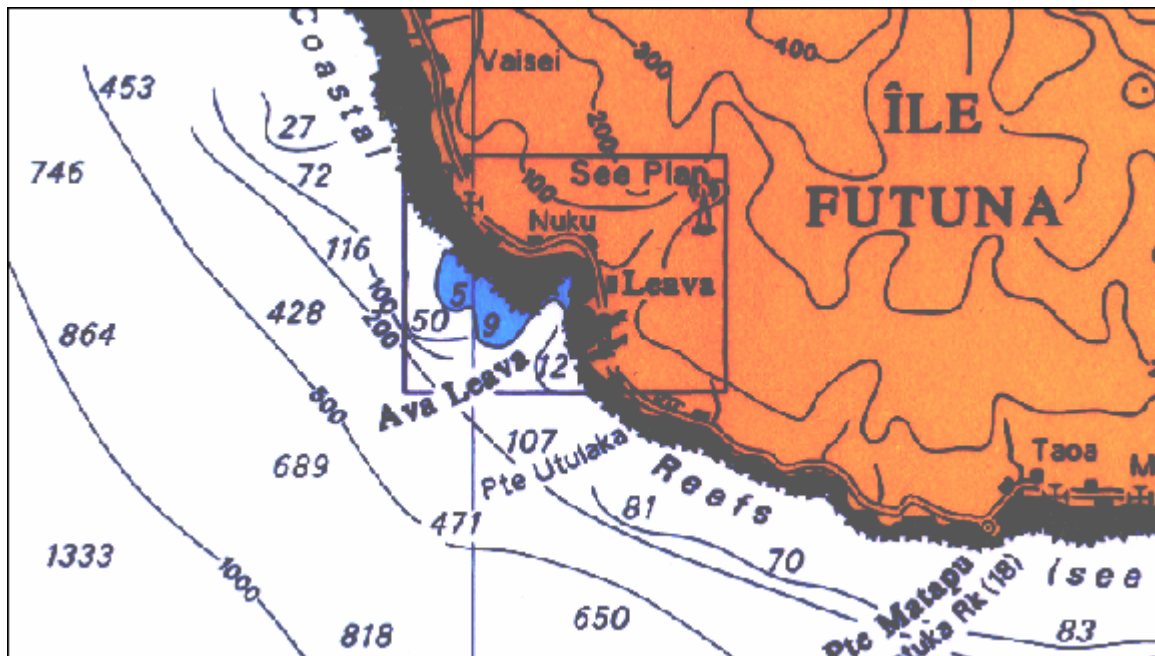 Coastal
Vaisei
300
400
453
27
ÎLE
746
72
200
See Plan
100
FUTUNA
Nuku
116
100
Leava
5
428
200
50
9
864
12
Ava Leava
500
107
Pte Utulaka
Reefs
Taoa
M
689
81
471
70
1333
1000
(see
Pte Matapu
tuka Rk (18)
650
818
83